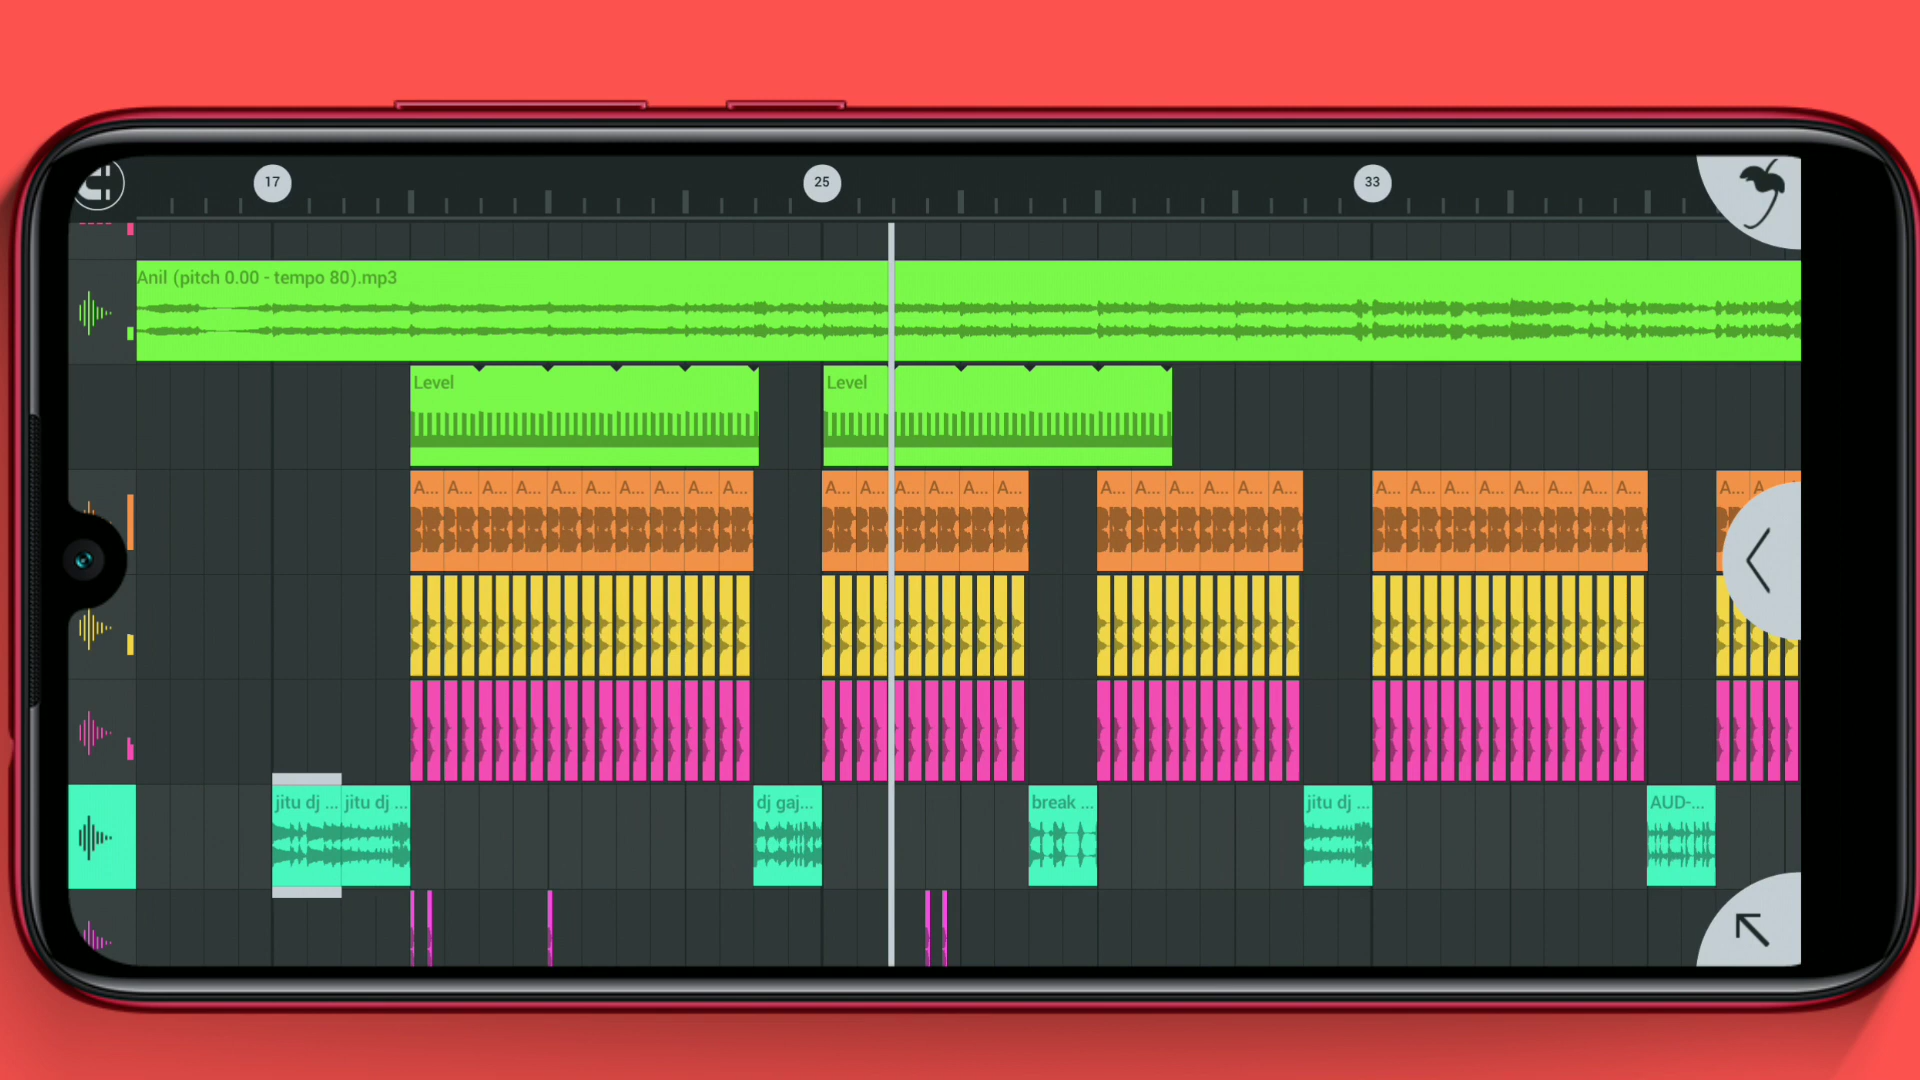 17 25 33
Anil (pitch 0.00 - tempo 80).mp3
Level Level
A... A... A... A... A... A... A... A... A... A... A... A... A... A... A... A... A... A... A... A... A... A... A... A... A... A... A... A... A... A... A... A
jitu dj ... jitu dj ... dj gaj... break ... jitu dj ... AUD-...